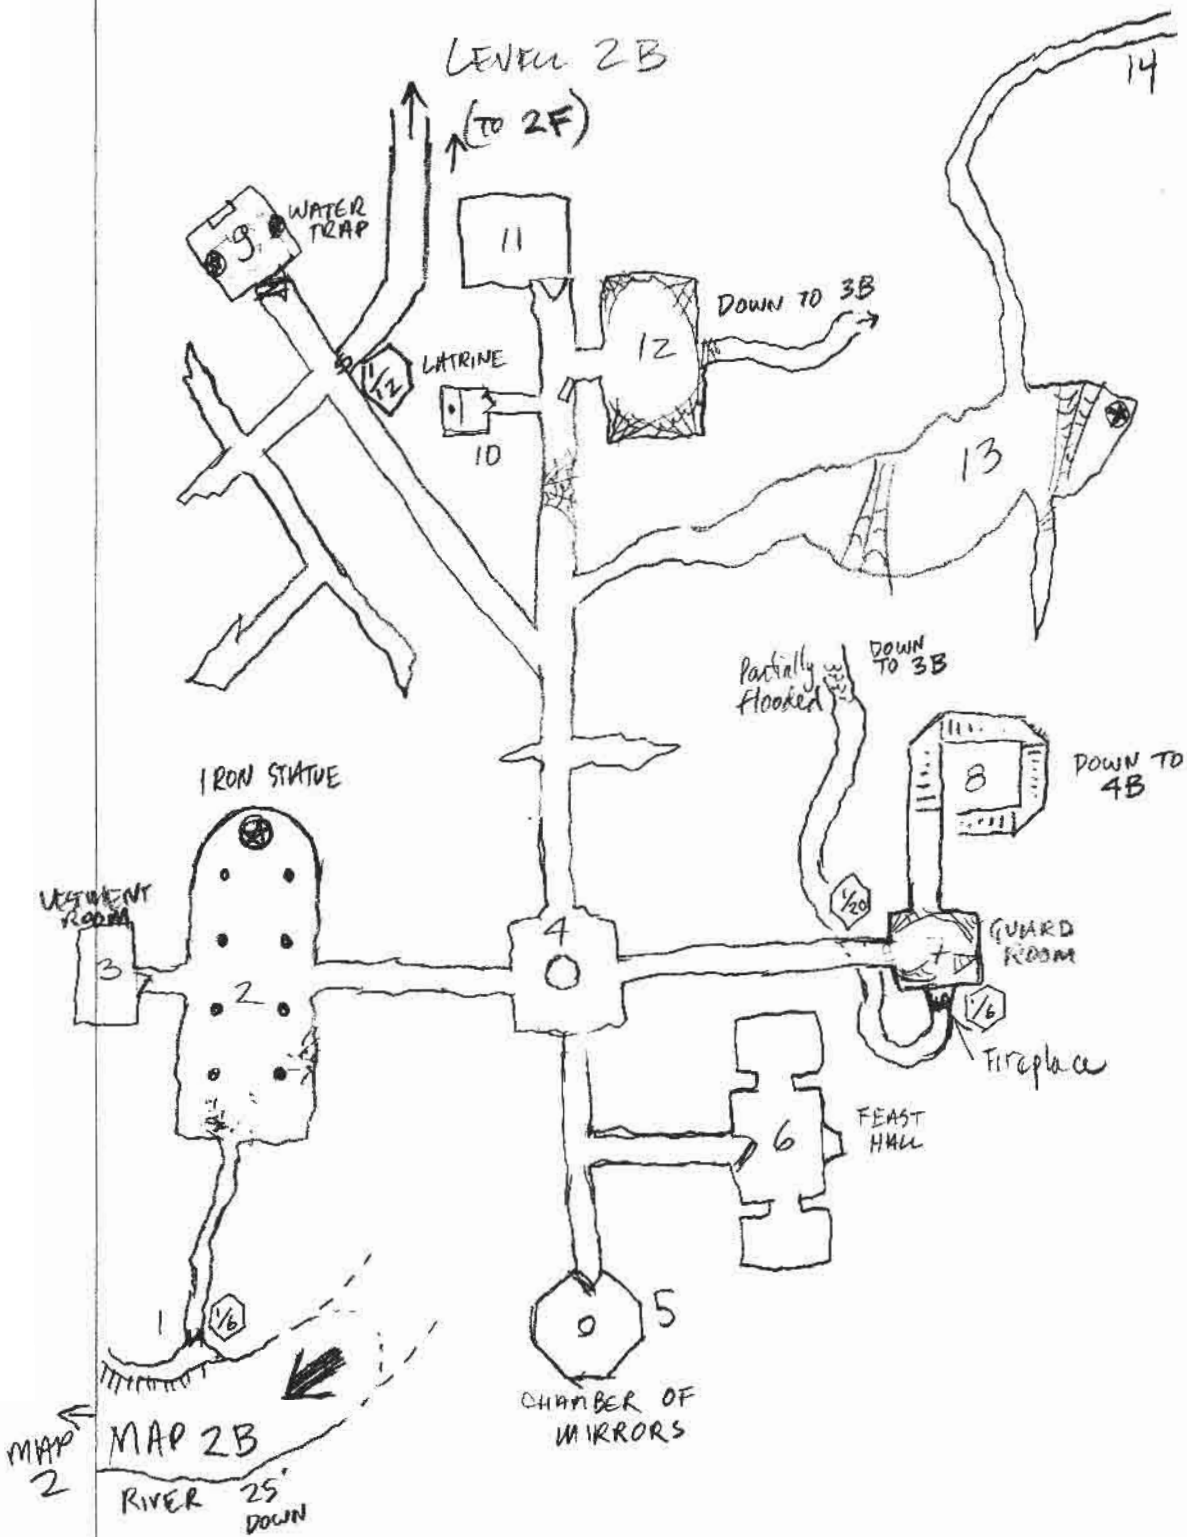 LEVEL 2B
(TO 2F)
14
WATER
TRAP
9
11
DOWN TO 3B
12
LATRINE
1/12
10
13
Partially
flooded
DOWN
TO 3B
IRON STATUE
8
DOWN TO
4B
VESTMENT
ROOM
1/20
4
GUARD
ROOM
7
3
2
1/6
Fireplace
FEAST
HALL
6
1
1/6
5
CHAMBER OF
MIRRORS
MAP
2
MAP 2B
RIVER 25'
DOWN